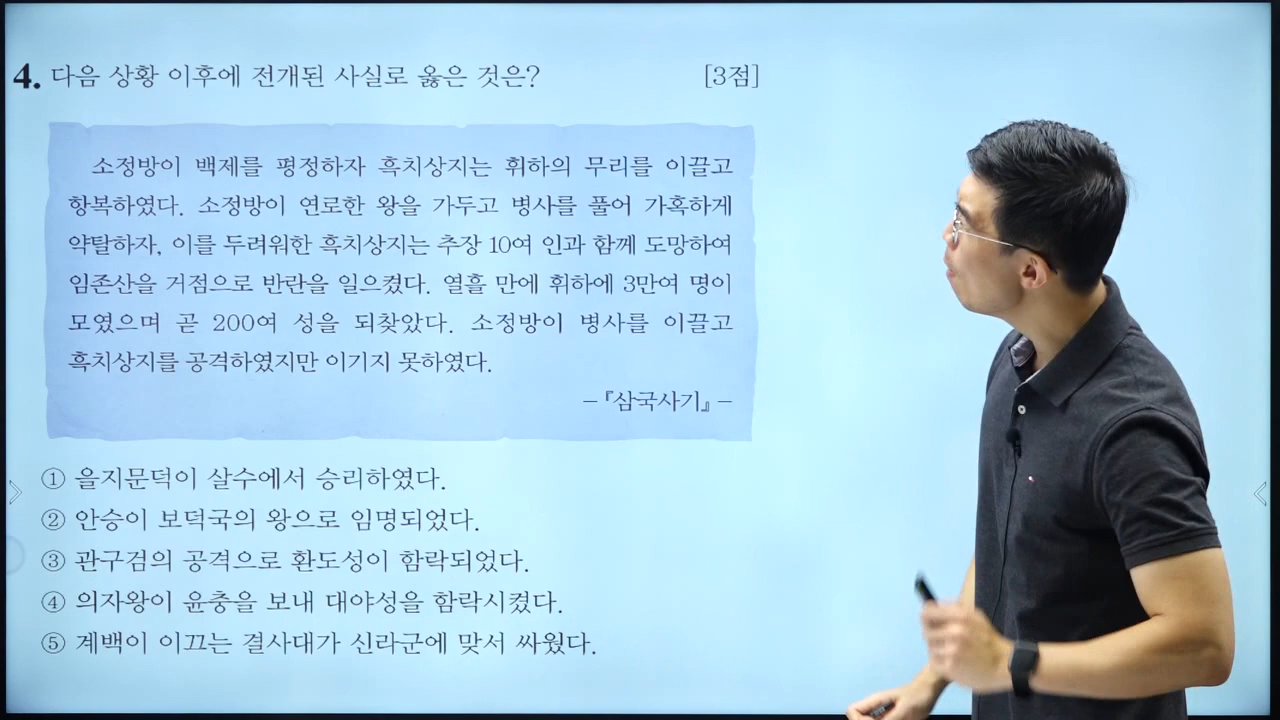 4. 다음 상황 이후에 전개된 사실로 옳은 것은? [3점]
소정방이 백제를 평정하자 흑치상지는 휘하의 무리를 이끌고
항복하였다. 소정방이 연로한 왕을 가두고 병사를 풀어 가혹하게
약탈하자, 이를 두려워한 흑치상지는 추장 10여 인과 함께 도망하여
임존산을 거점으로 반란을 일으켰다. 열흘 만에 휘하에 3만여 명이
모였으며 곧 200여 성을 되찾았다. 소정방이 병사를 이끌고
흑치상지를 공격하였지만 이기지 못하였다.
-『삼국사기』-
① 을지문덕이 살수에서 승리하였다.
② 안승이 보덕국의 왕으로 임명되었다.
③ 관구검의 공격으로 환도성이 함락되었다.
④ 의자왕이 윤충을 보내 대야성을 함락시켰다.
⑤ 계백이 이끄는 결사대가 신라군에 맞서 싸웠다.